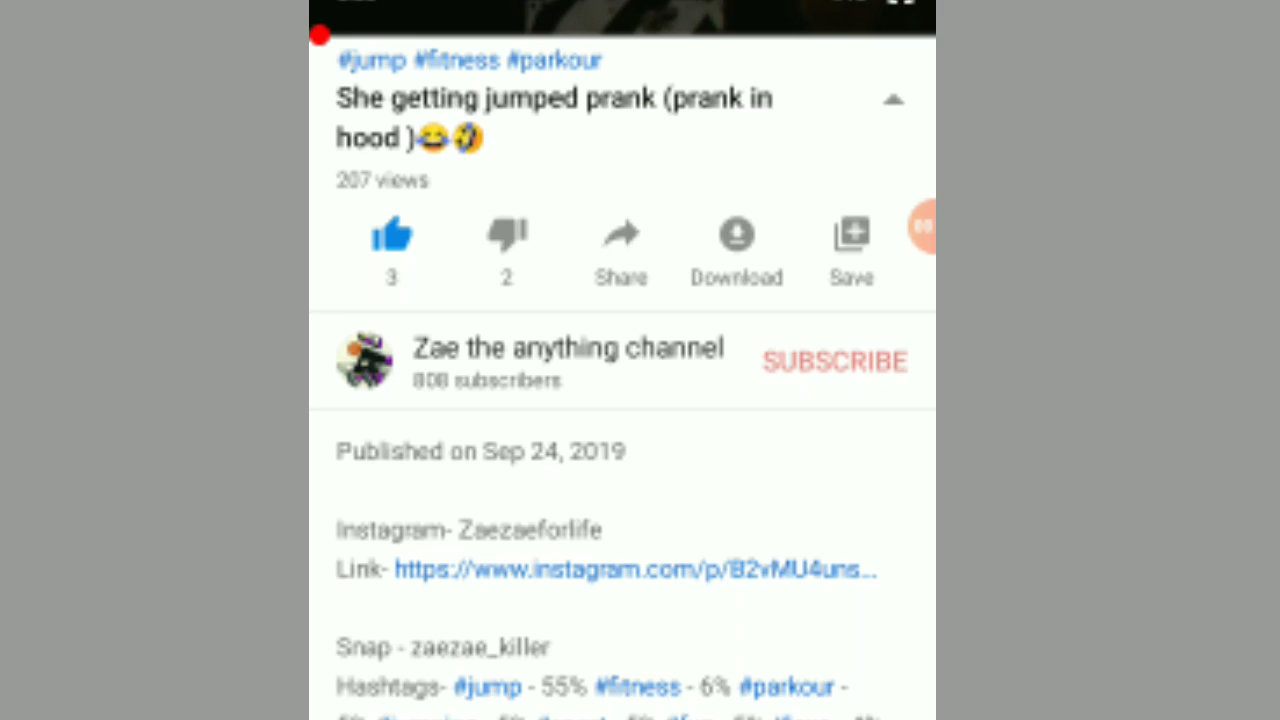 #jump #fitness #parkour
She getting jumped prank (prank in
hood )😂🤣
207 views
3
2
Share
Download
Save
Zae the anything channel
808 subscribers
SUBSCRIBE
Published on Sep 24, 2019
Instagram- Zaezaeforlife
Link- https://www.instagram.com/p/B2vMU4uns...
Snap - zaezae_killer
Hashtags- #jump - 55% #fitness - 6% #parkour -